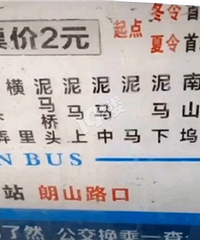 票价2元
起点
冬令 首
夏令 首
弄
横里
泥马桥头
泥马上
泥马中
泥马下
南山坞
N BUS
站 朗山路口
了然 公交换乘一查